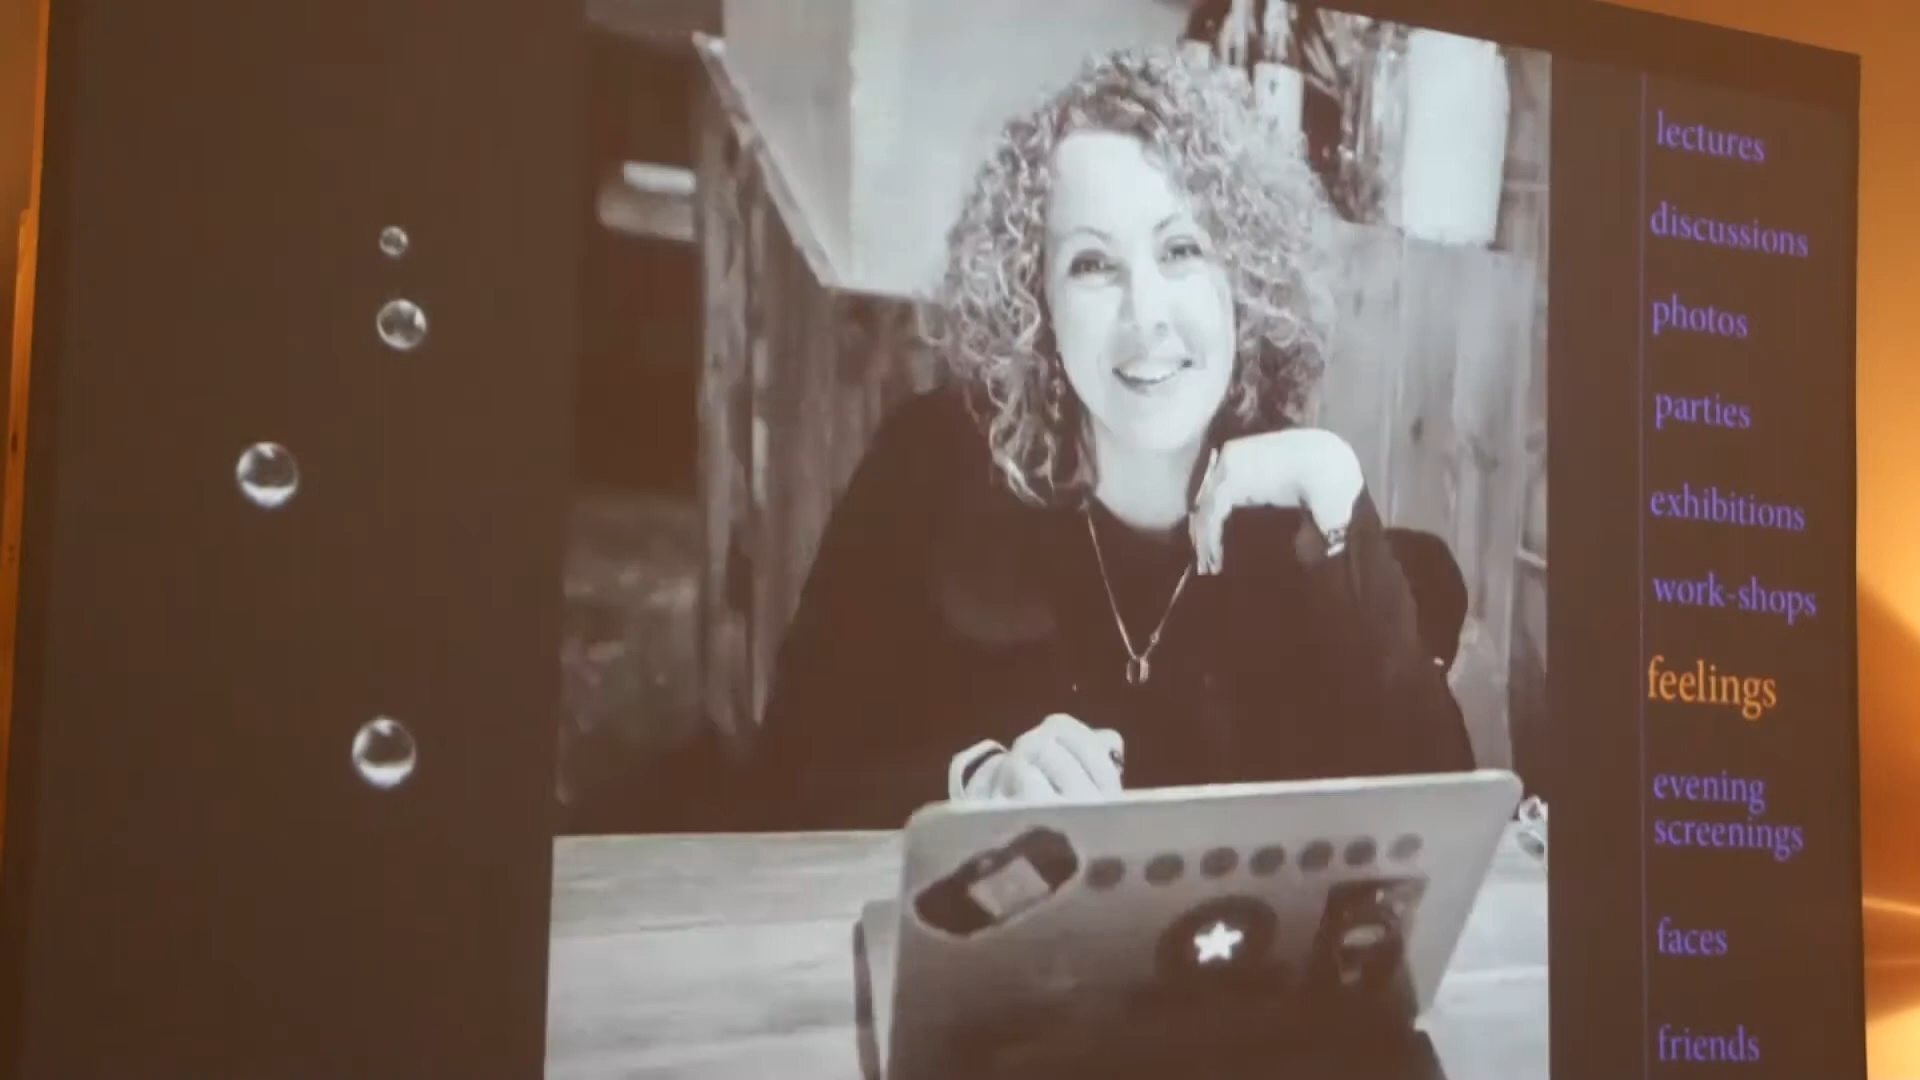 lectures
discussions
photos
parties
exhibitions
work-shops
feelings
evening
screenings
faces
friends